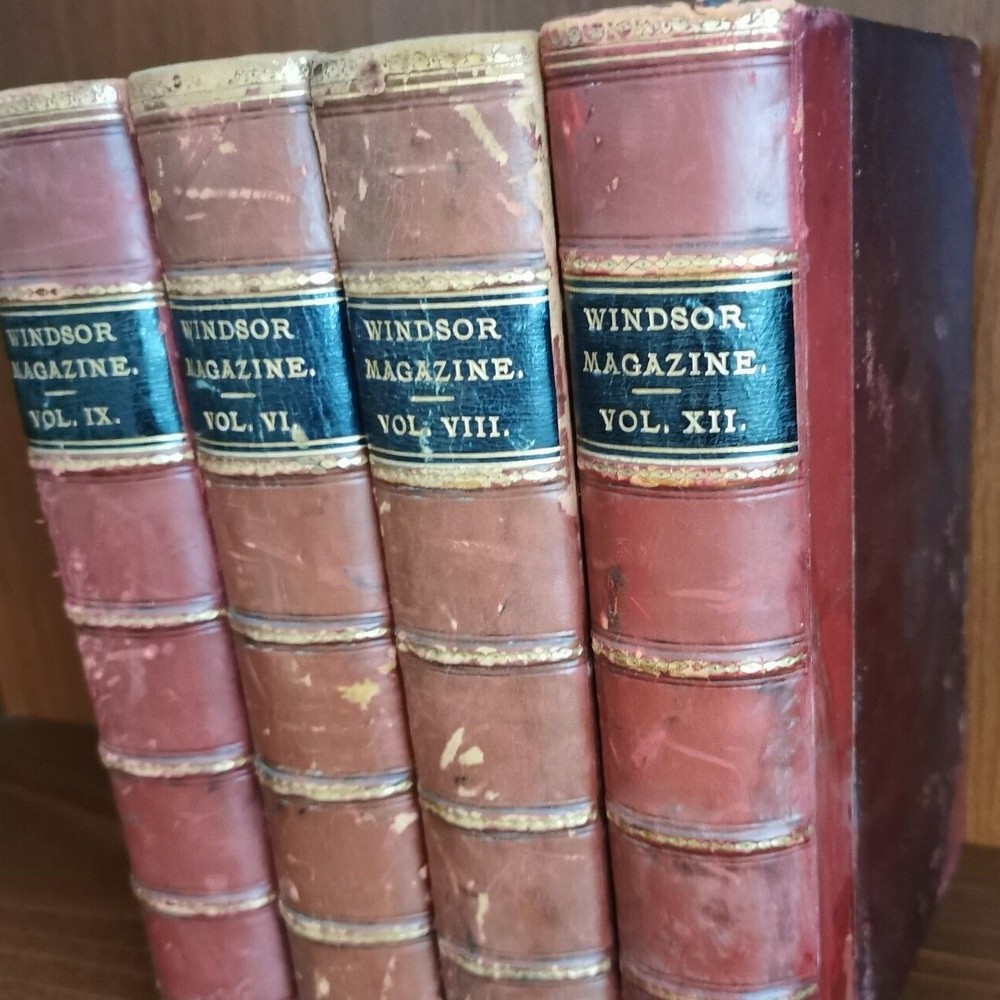 WINDSOR
MAGAZINE.
VOL. IX.
WINDSOR
MAGAZINE.
VOL. VI.
WINDSOR
MAGAZINE.
VOL. VIII.
WINDSOR
MAGAZINE.
VOL. XII.